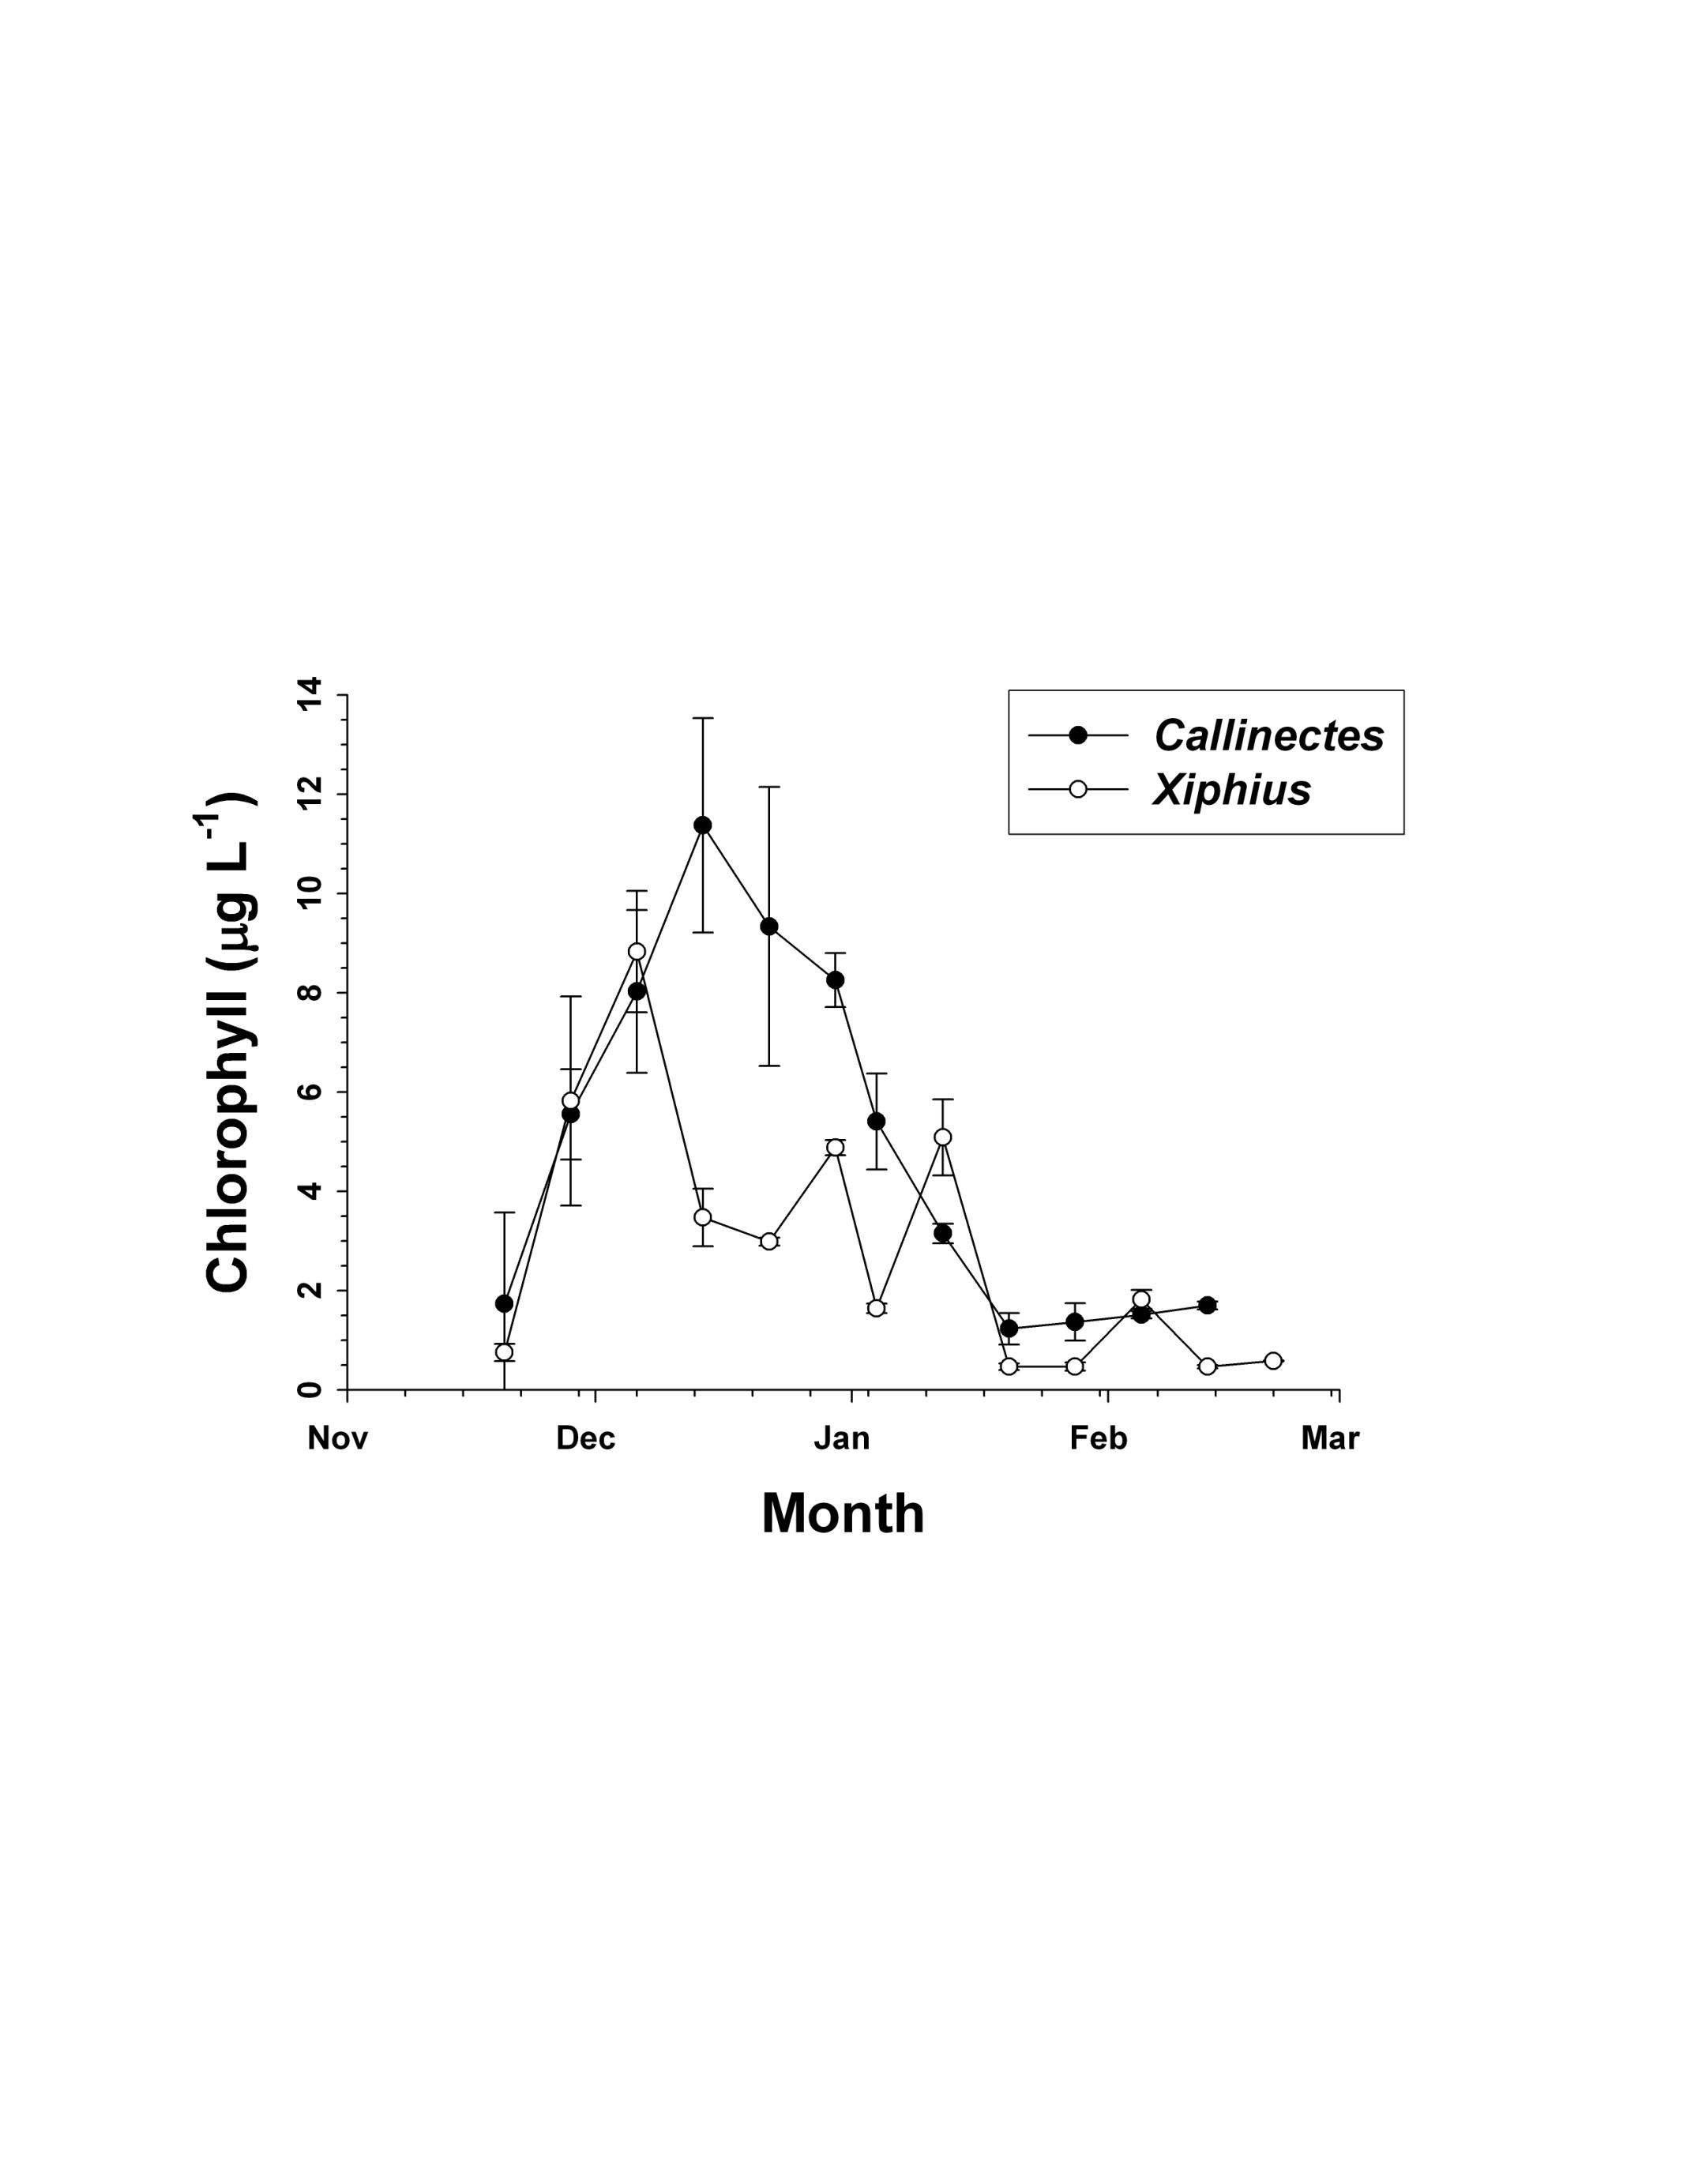 Chlorophyll (µg L-1)
14
12
10
8
6
4
2
0
Callinectes
Xiphius
Nov Dec Jan Feb Mar
Month